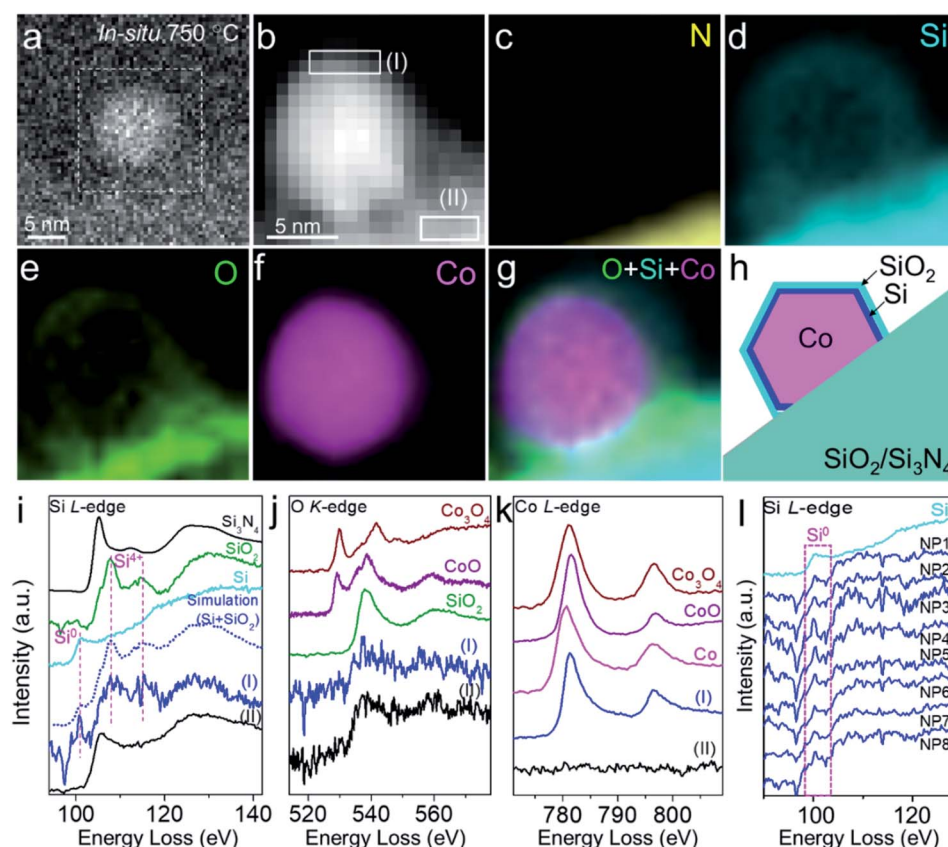 a In-situ 750 °C
5 nm
b
(I)
(II)
5 nm
c N
d Si
e O
f Co
g O+Si+Co
h
SiO2
Si
Co
SiO2/Si3N4
i Si L-edge
Si3N4
SiO2
Si4+
Si
Si0
Simulation
(Si+SiO2)
(I)
(II)
Intensity (a.u.)
100 120 140
Energy Loss (eV)
j O K-edge
Co3O4
CoO
SiO2
(I)
(II)
520 540 560
Energy Loss (eV)
k Co L-edge
Co3O4
CoO
Co
(I)
(II)
780 790 800
Energy Loss (eV)
l Si L-edge
Si
Si0
NP1
NP2
NP3
NP4
NP5
NP6
NP7
NP8
Intensity (a.u.)
100 120
Energy Loss (eV)